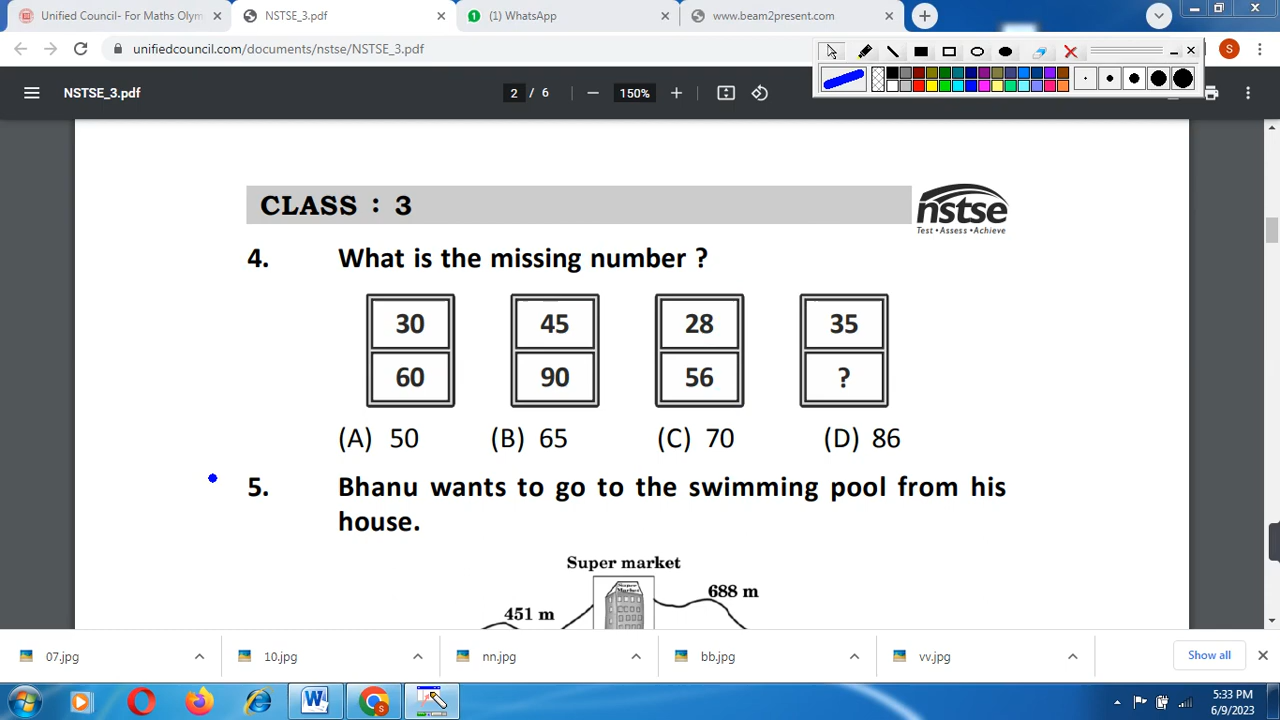 Unified Council- For Maths Olym
NSTSE_3.pdf
(1) WhatsApp
www.beam2present.com
unifiedcouncil.com/documents/nstse/NSTSE_3.pdf
S
NSTSE_3.pdf
2 / 6
150%
CLASS : 3
nstse
Test • Assess • Achieve
4. What is the missing number ?
30 45 28 35
60 90 56 ?
(A) 50 (B) 65 (C) 70 (D) 86
5. Bhanu wants to go to the swimming pool from his
house.
Super market
Super
Market
688 m
451 m
07.jpg
10.jpg
nn.jpg
bb.jpg
vv.jpg
Show all
5:33 PM
6/9/2023